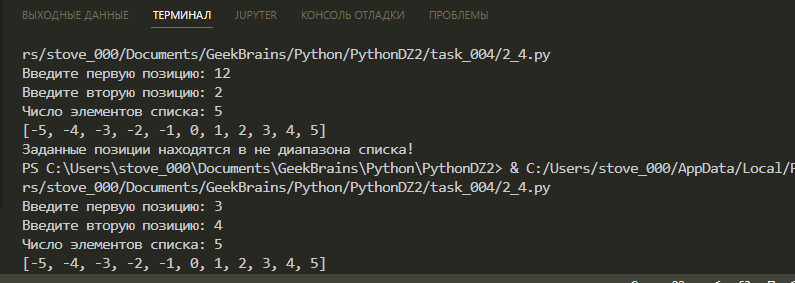 ВЫХОДНЫЕ ДАННЫЕ ТЕРМИНАЛ JUPYTER КОНСОЛЬ ОТЛАДКИ ПРОБЛЕМЫ
rs/stove_000/Documents/GeekBrains/Python/PythonDZ2/task_004/2_4.py
Введите первую позицию: 12
Введите вторую позицию: 2
Число элементов списка: 5
[-5, -4, -3, -2, -1, 0, 1, 2, 3, 4, 5]
Заданные позиции находятся в не диапазона списка!
PS C:\Users\stove_000\Documents\GeekBrains\Python\PythonDZ2> & C:/Users/stove_000/AppData/Local/
rs/stove_000/Documents/GeekBrains/Python/PythonDZ2/task_004/2_4.py
Введите первую позицию: 3
Введите вторую позицию: 4
Число элементов списка: 5
[-5, -4, -3, -2, -1, 0, 1, 2, 3, 4, 5]